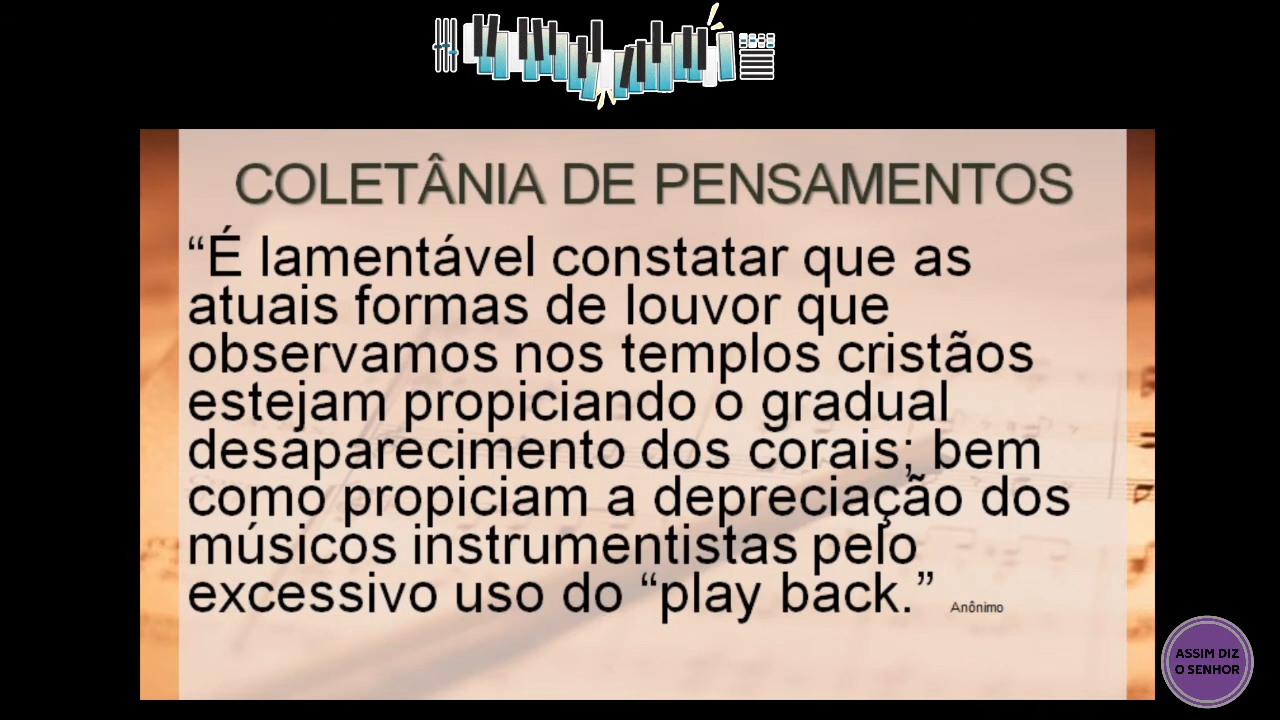 COLETÂNIA DE PENSAMENTOS
“É lamentável constatar que as
atuais formas de louvor que
observamos nos templos cristãos
estejam propiciando o gradual
desaparecimento dos corais; bem
como propiciam a depreciação dos
músicos instrumentistas pelo
excessivo uso do “play back.” Anônimo
ASSIM DIZ
O SENHOR